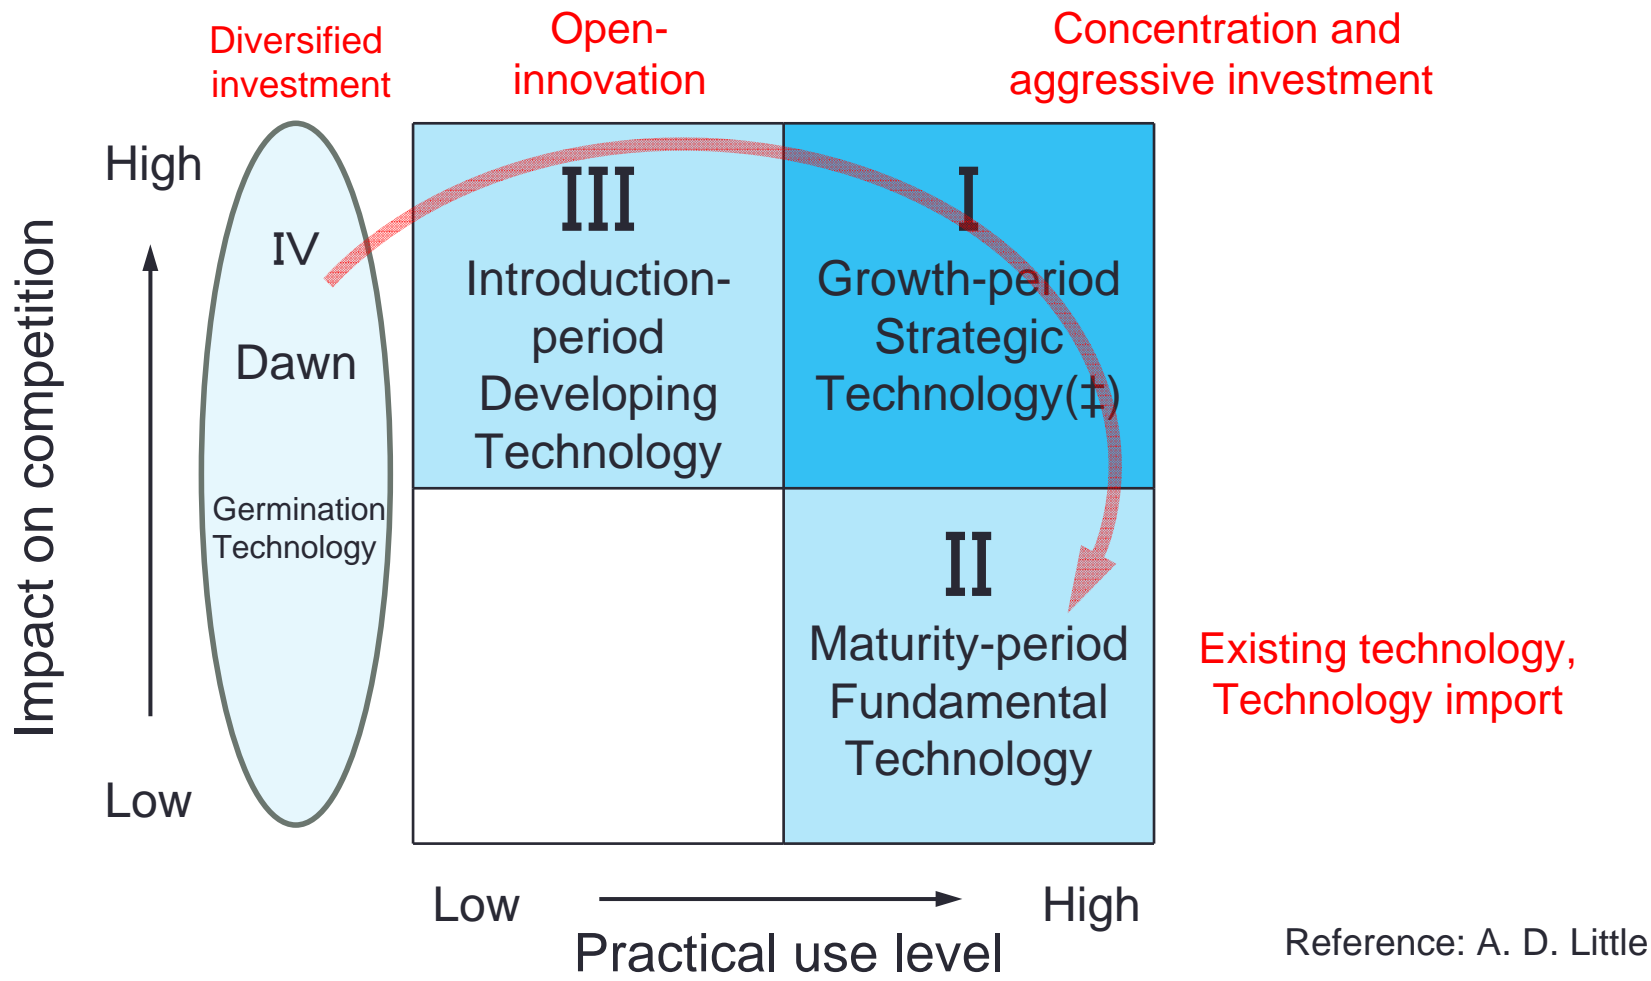 Diversified
investment
Open-
innovation
Concentration and
aggressive investment
High
Impact on competition
Low
IV
Dawn
Germination
Technology
III
Introduction-
period
Developing
Technology
I
Growth-period
Strategic
Technology(‡)
II
Maturity-period
Fundamental
Technology
Existing technology,
Technology import
Low
High
Practical use level
Reference: A. D. Little